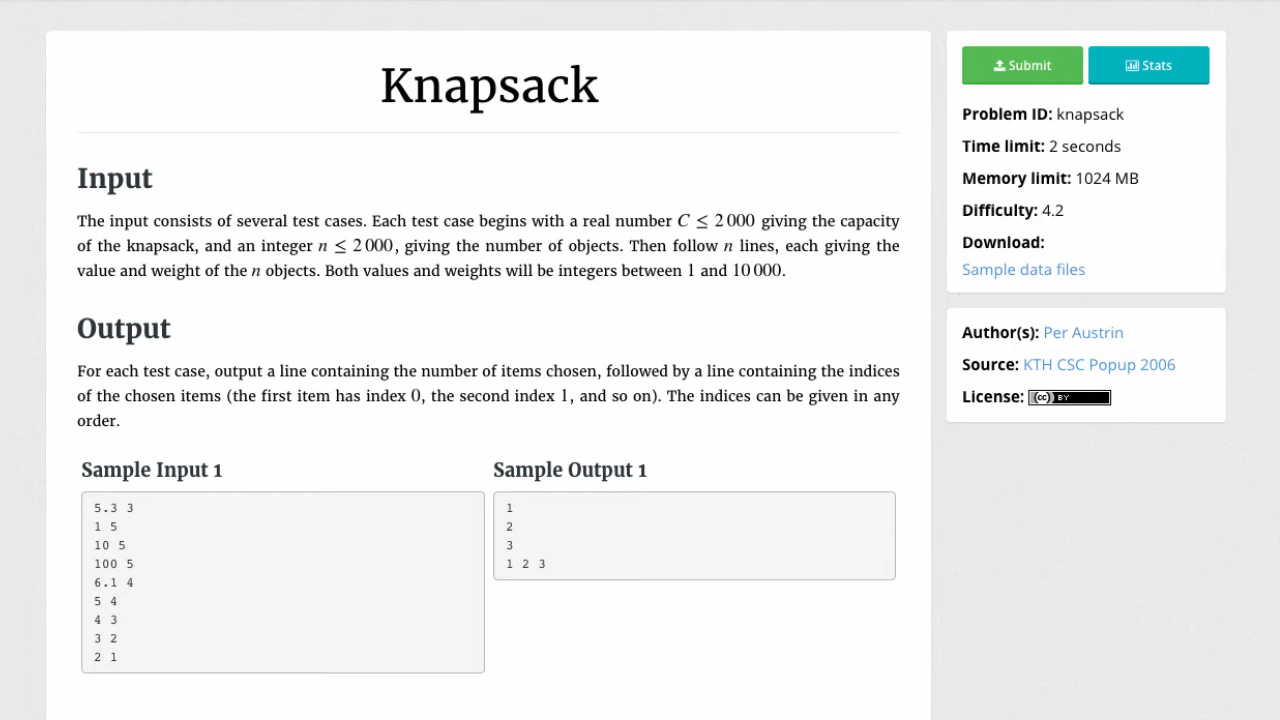 Knapsack
Input
The input consists of several test cases. Each test case begins with a real number C ≤ 2 000 giving the capacity
of the knapsack, and an integer n ≤ 2 000, giving the number of objects. Then follow n lines, each giving the
value and weight of the n objects. Both values and weights will be integers between 1 and 10 000.
Output
For each test case, output a line containing the number of items chosen, followed by a line containing the indices
of the chosen items (the first item has index 0, the second index 1, and so on). The indices can be given in any
order.
Sample Input 1
5.3 3
1 5
10 5
100 5
6.1 4
5 4
4 3
3 2
2 1
Sample Output 1
1
2
3
1 2 3
Submit
Stats
Problem ID: knapsack
Time limit: 2 seconds
Memory limit: 1024 MB
Difficulty: 4.2
Download:
Sample data files
Author(s): Per Austrin
Source: KTH CSC Popup 2006
License: (cc) BY